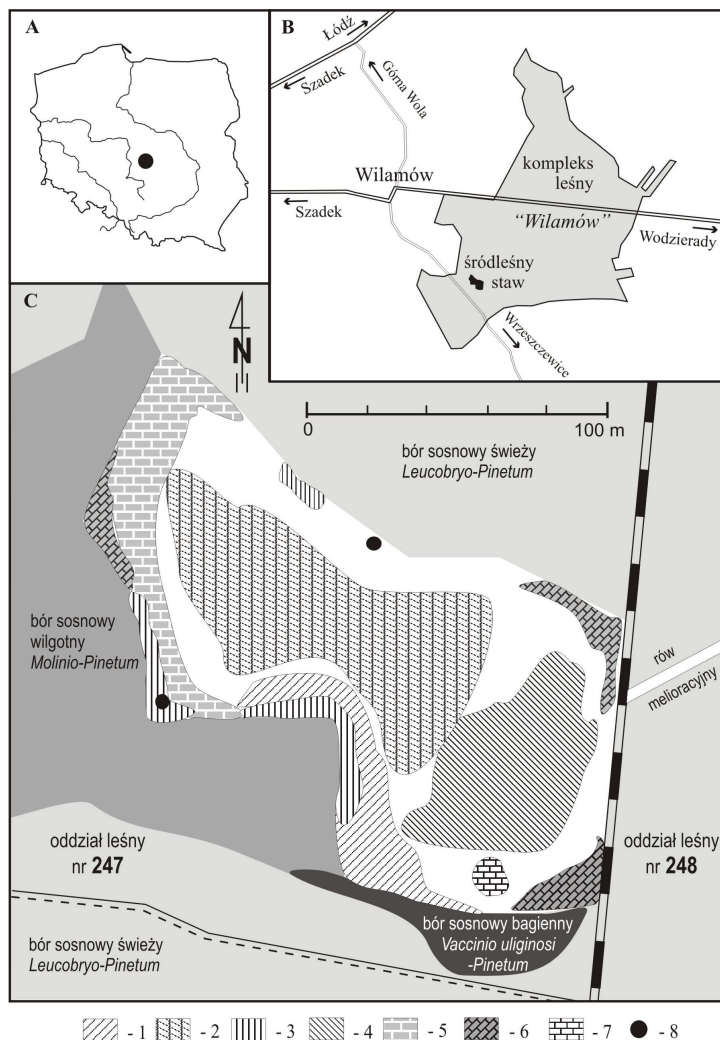 A
B
Łódź
Szadek
Górna Wola
Wilamów
kompleks
leśny
Szadek
"Wilamów"
Wodzierady
śródleśny
staw
Wrzeszczewice
C
N
0
100 m
bór sosnowy świeży
Leucobryo-Pinetum
bór sosnowy
wilgotny
Molinio-Pinetum
rów
melioracyjny
oddział leśny
nr 247
oddział leśny
nr 248
bór sosnowy bagienny
Vaccinio uliginosi
-Pinetum
bór sosnowy świeży
Leucobryo-Pinetum
- 1 - 2 - 3 - 4 - 5 - 6 - 7 - 8